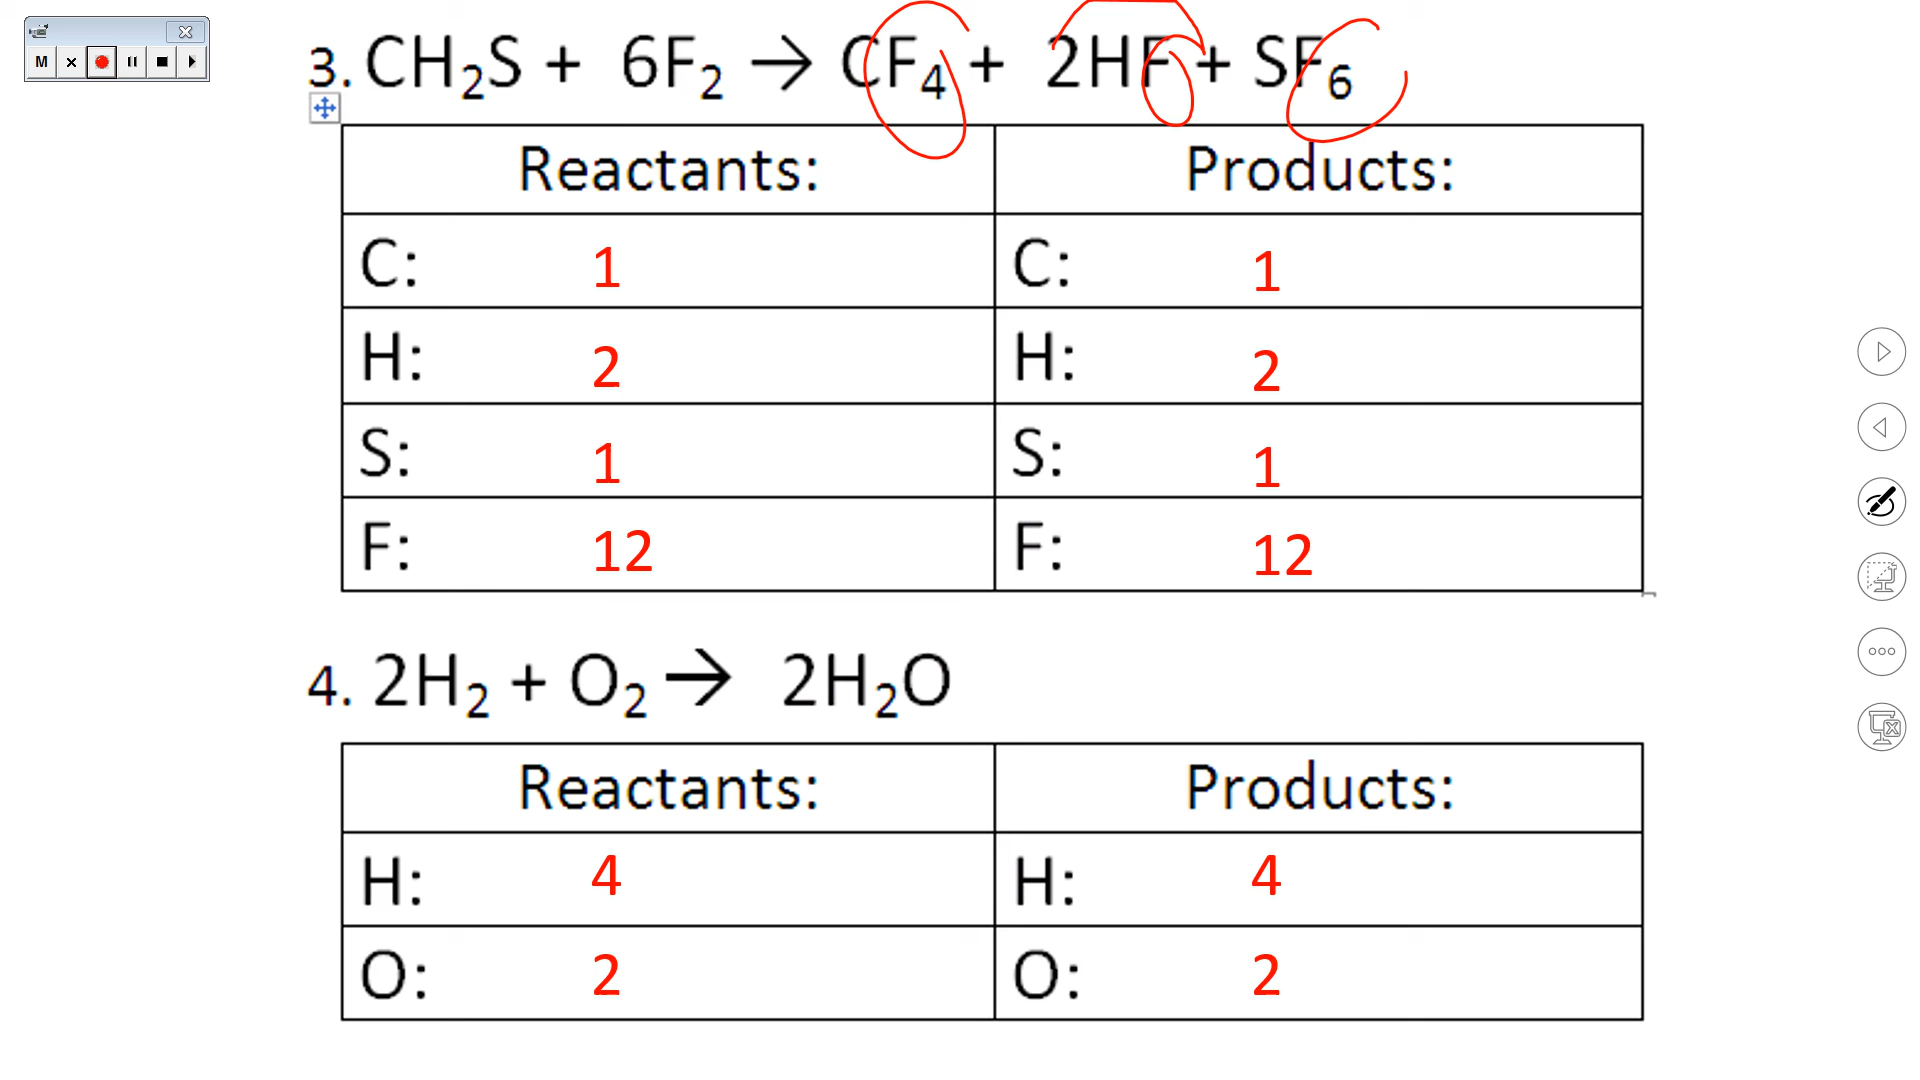 M
3. CH₂S + 6F₂ → CF₄ + 2HF + SF₆
Reactants: Products:
C: 1 C: 1
H: 2 H: 2
S: 1 S: 1
F: 12 F: 12
4. 2H₂ + O₂ → 2H₂O
Reactants: Products:
H: 4 H: 4
O: 2 O: 2